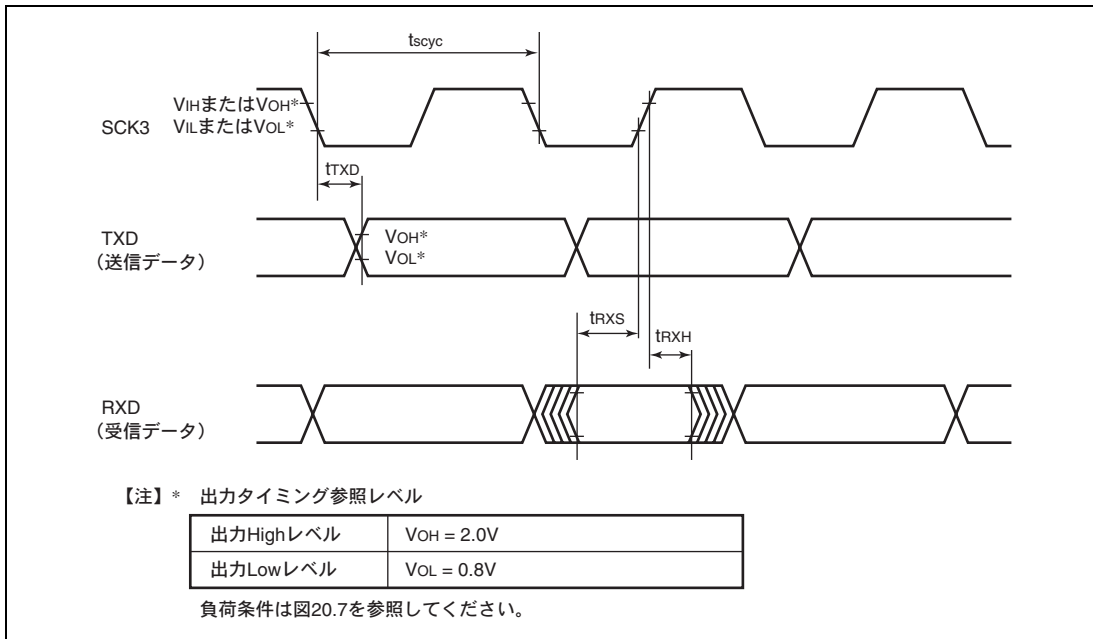 tscyc
VIHまたはVOH*
SCK3
VILまたはVOL*
tTXD
TXD
(送信データ)
VOH*
VOL*
tRXS
tRXH
RXD
(受信データ)
【注】* 出力タイミング参照レベル
出力Highレベル VOH = 2.0V
出力Lowレベル VOL = 0.8V
負荷条件は図20.7を参照してください。